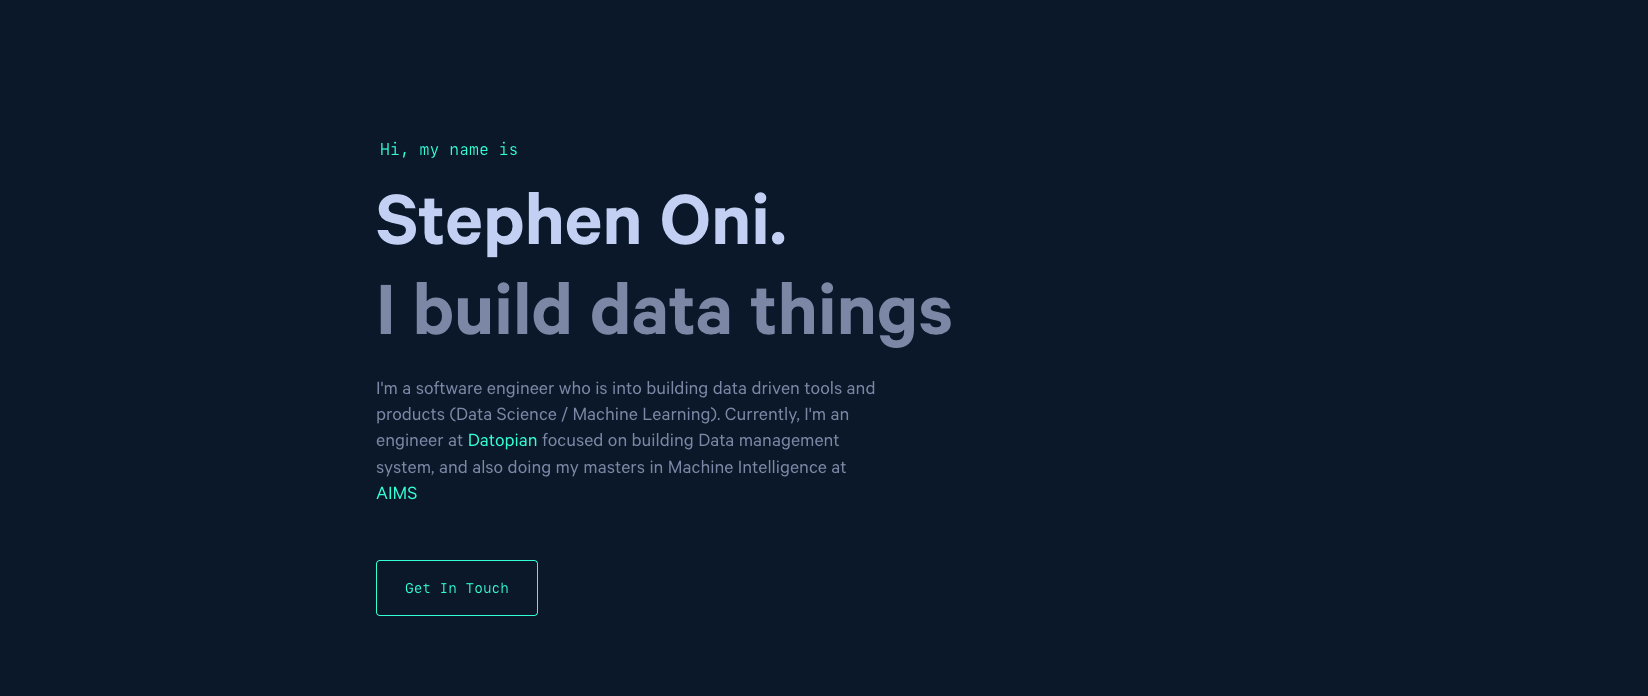 Hi, my name is
Stephen Oni.
I build data things
I'm a software engineer who is into building data driven tools and
products (Data Science / Machine Learning). Currently, I'm an
engineer at Datopian focused on building Data management
system, and also doing my masters in Machine Intelligence at
AIMS
Get In Touch